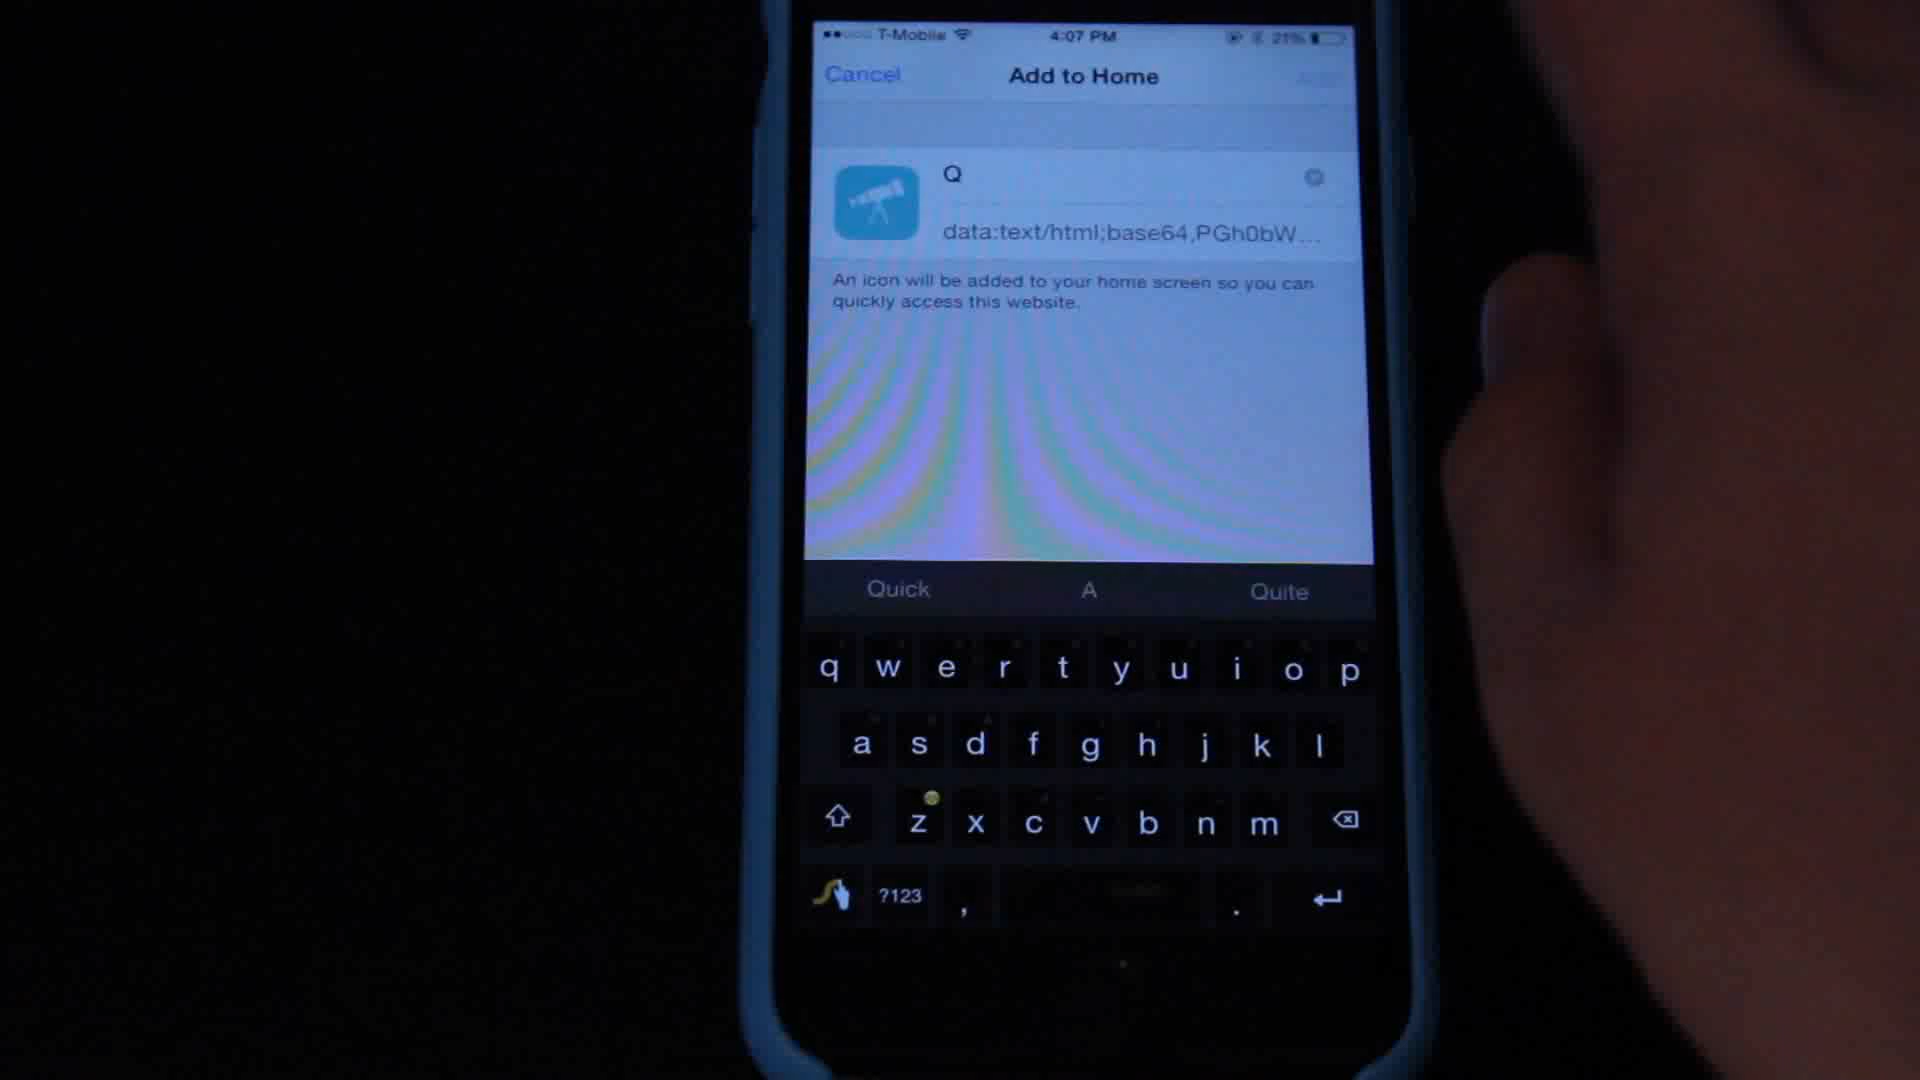 T-Mobile 4:07 PM 21%
Cancel Add to Home
Q
data:text/html;base64,PGh0bW...
An icon will be added to your home screen so you can
quickly access this website.
Quick A Quite
q w e r t y u i o p
a s d f g h j k l
z x c v b n m
?123 , .